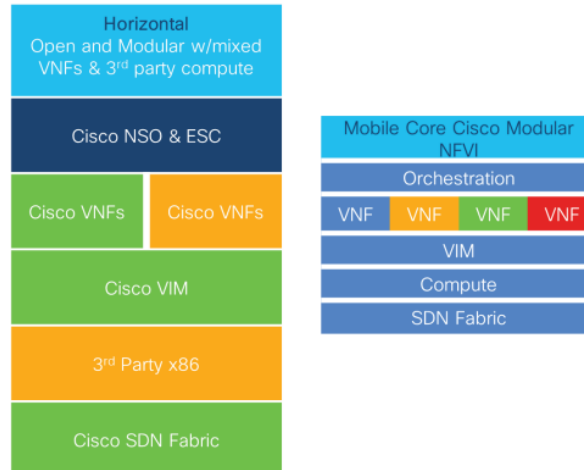 Horizontal
Open and Modular w/mixed
VNFs & 3rd party compute
Cisco NSO & ESC
Cisco VNFs
Cisco VNFs
Cisco VIM
3rd Party x86
Cisco SDN Fabric
Mobile Core Cisco Modular
NFVI
Orchestration
VNF
VNF
VNF
VNF
VIM
Compute
SDN Fabric